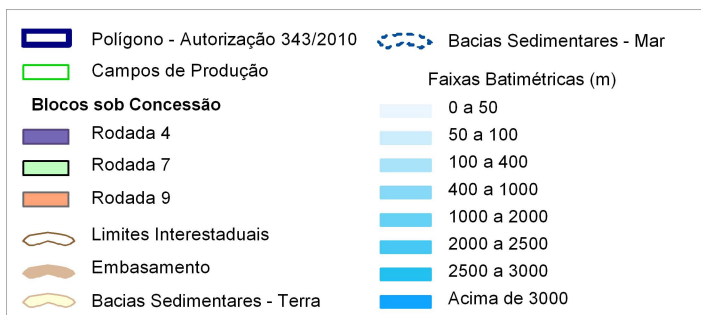 Polígono - Autorização 343/2010
Campos de Produção
Blocos sob Concessão
Rodada 4
Rodada 7
Rodada 9
Limites Interestaduais
Embasamento
Bacias Sedimentares - Terra
Bacias Sedimentares - Mar
Faixas Batimétricas (m)
0 a 50
50 a 100
100 a 400
400 a 1000
1000 a 2000
2000 a 2500
2500 a 3000
Acima de 3000